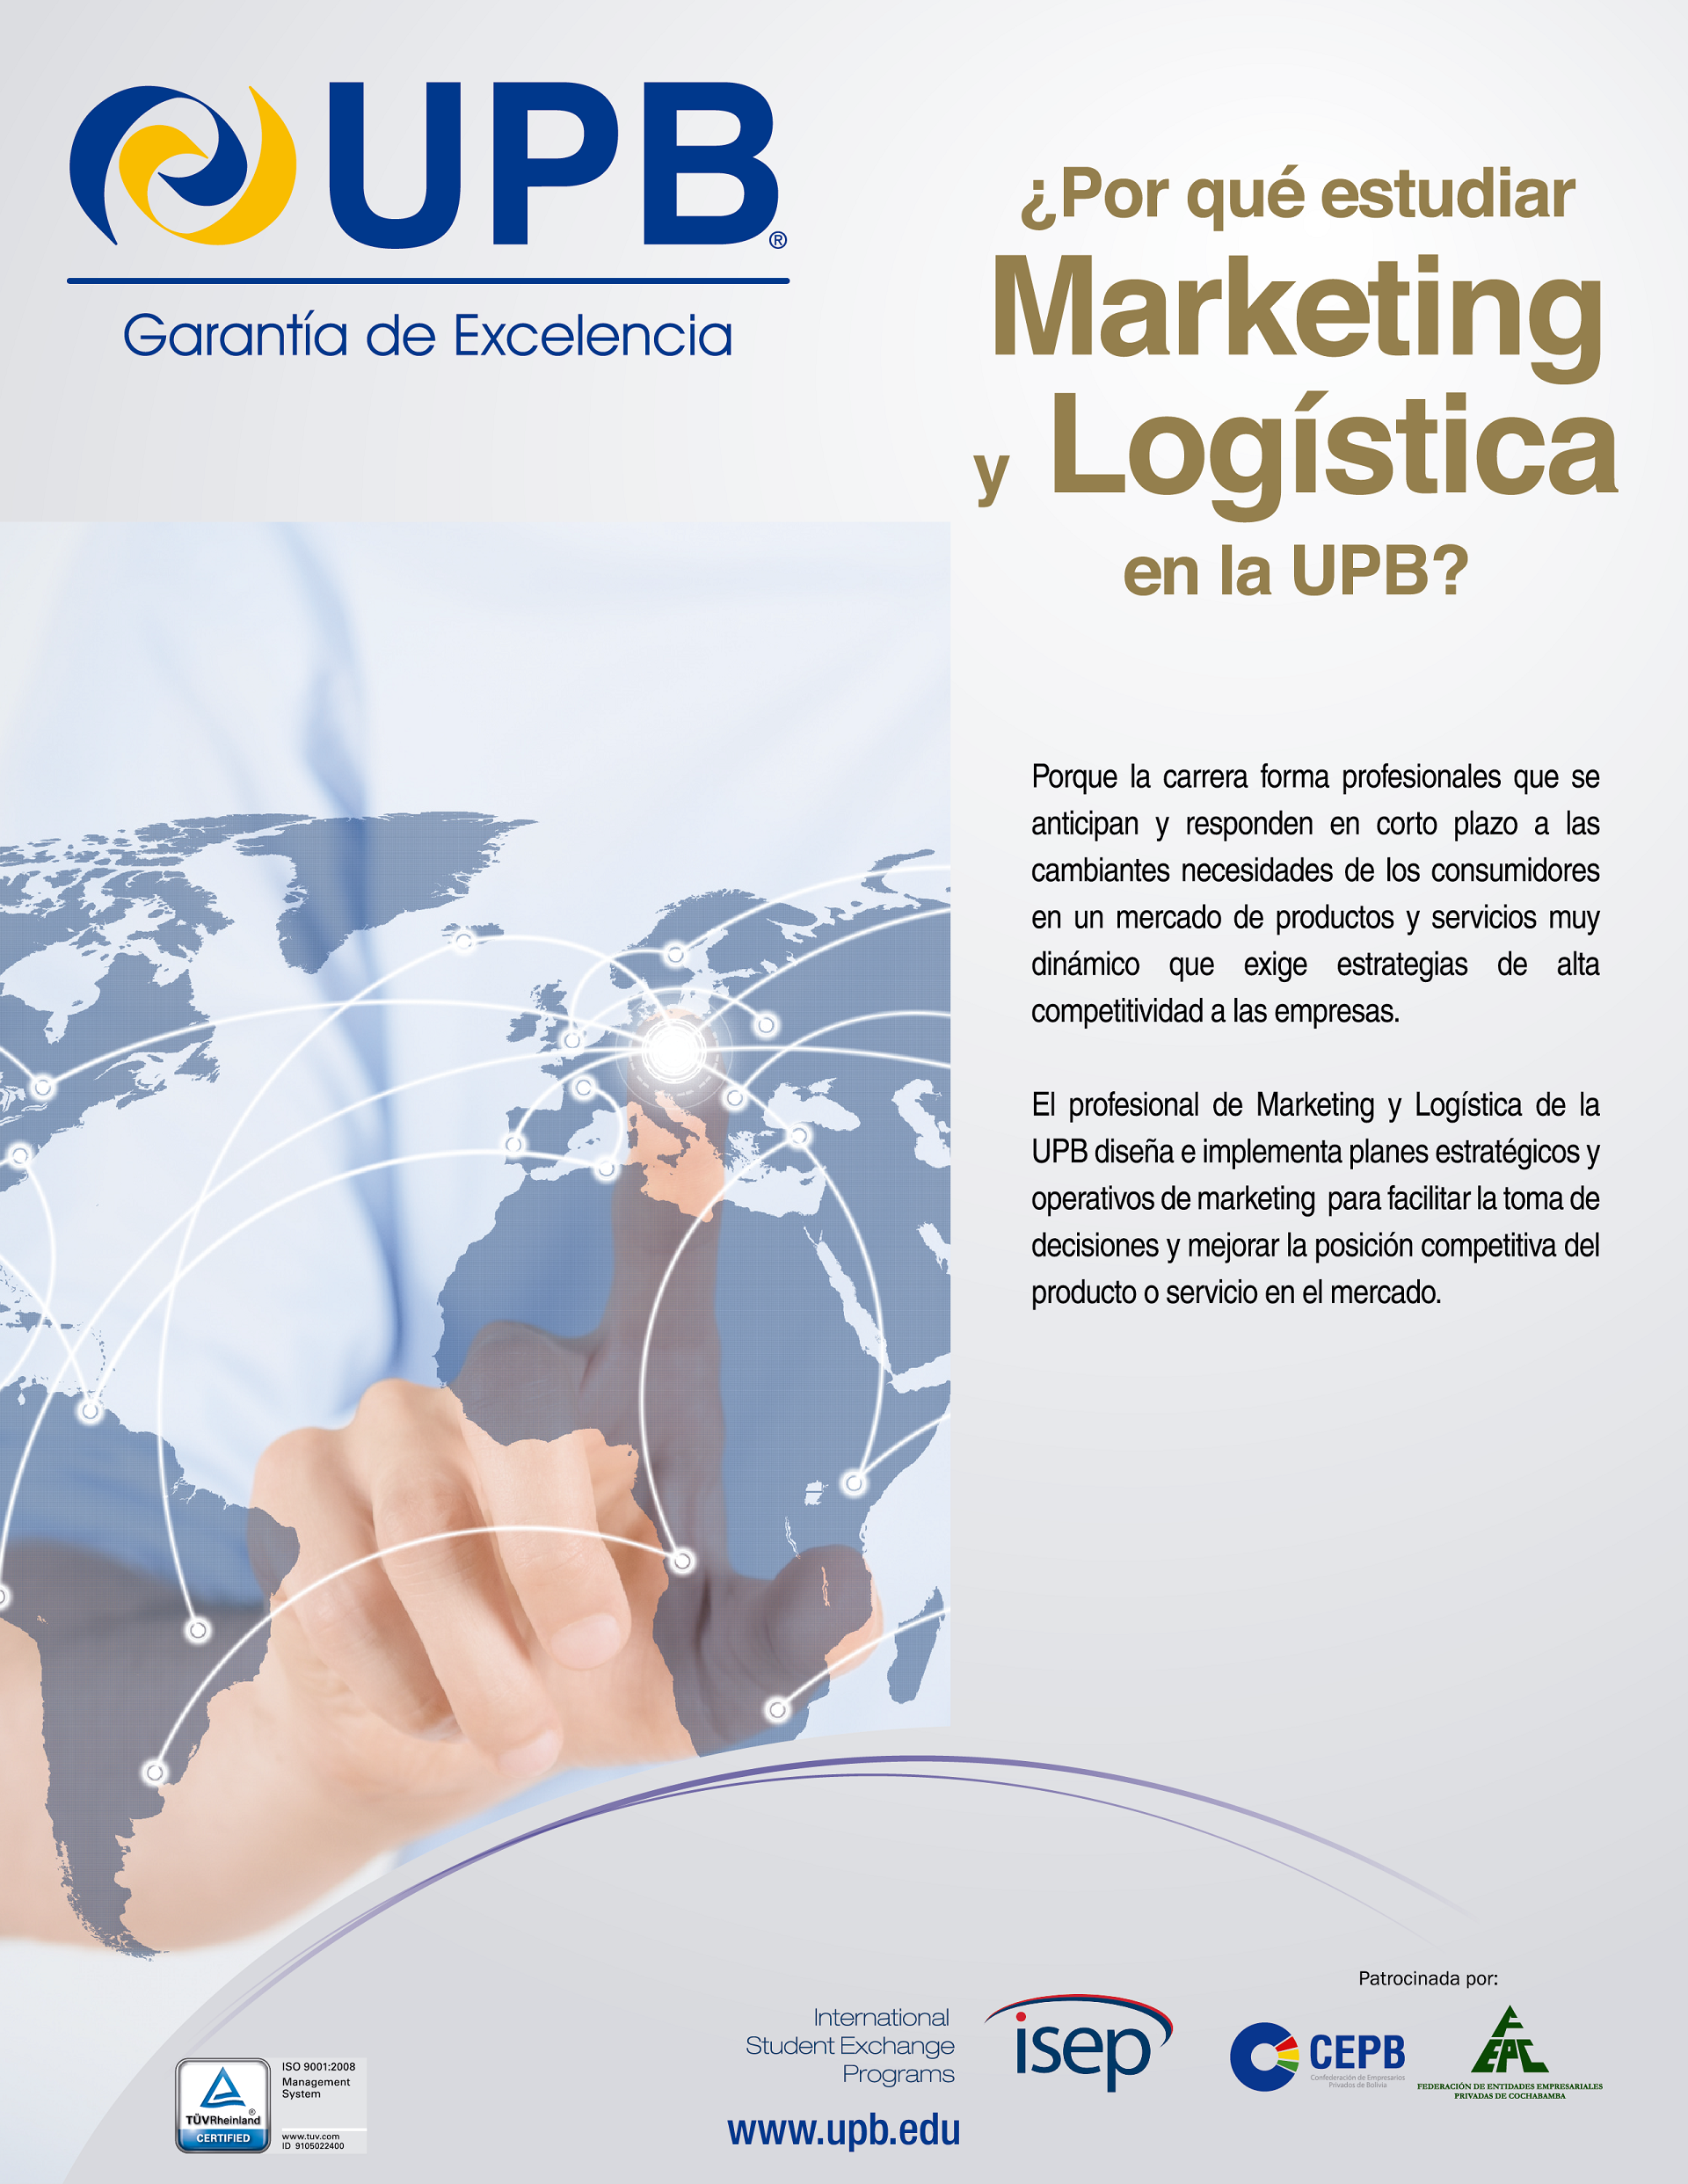 UPB®
Garantía de Excelencia
¿Por qué estudiar
Marketing
y Logística
en la UPB?
Porque la carrera forma profesionales que se
anticipan y responden en corto plazo a las
cambiantes necesidades de los consumidores
en un mercado de productos y servicios muy
dinámico que exige estrategias de alta
competitividad a las empresas.
El profesional de Marketing y Logística de la
UPB diseña e implementa planes estratégicos y
operativos de marketing para facilitar la toma de
decisiones y mejorar la posición competitiva del
producto o servicio en el mercado.
Patrocinada por:
International
Student Exchange
Programs
isep
CEPB
Confederación de Empresarios
Privados de Bolivia
FEPC
FEDERACIÓN DE ENTIDADES EMPRESARIALES
PRIVADAS DE COCHABAMBA
www.upb.edu
TÜVRheinland®
CERTIFIED
ISO 9001:2008
Management
System
www.tuv.com
ID 9105022400